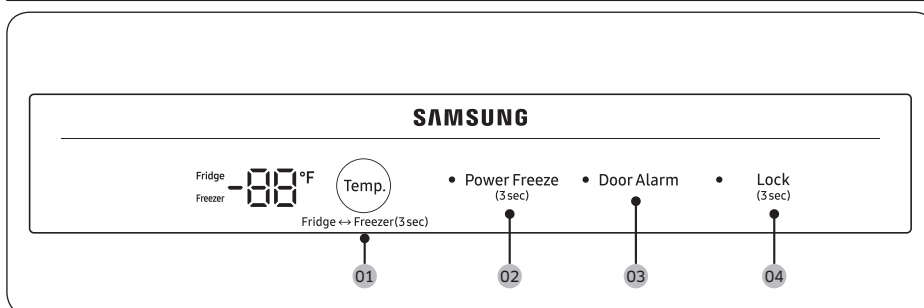 SAMSUNG
Fridge
Freezer
-88°F
Temp.
Fridge ↔ Freezer(3 sec)
Power Freeze
(3 sec)
Door Alarm
Lock
(3 sec)
01
02
03
04